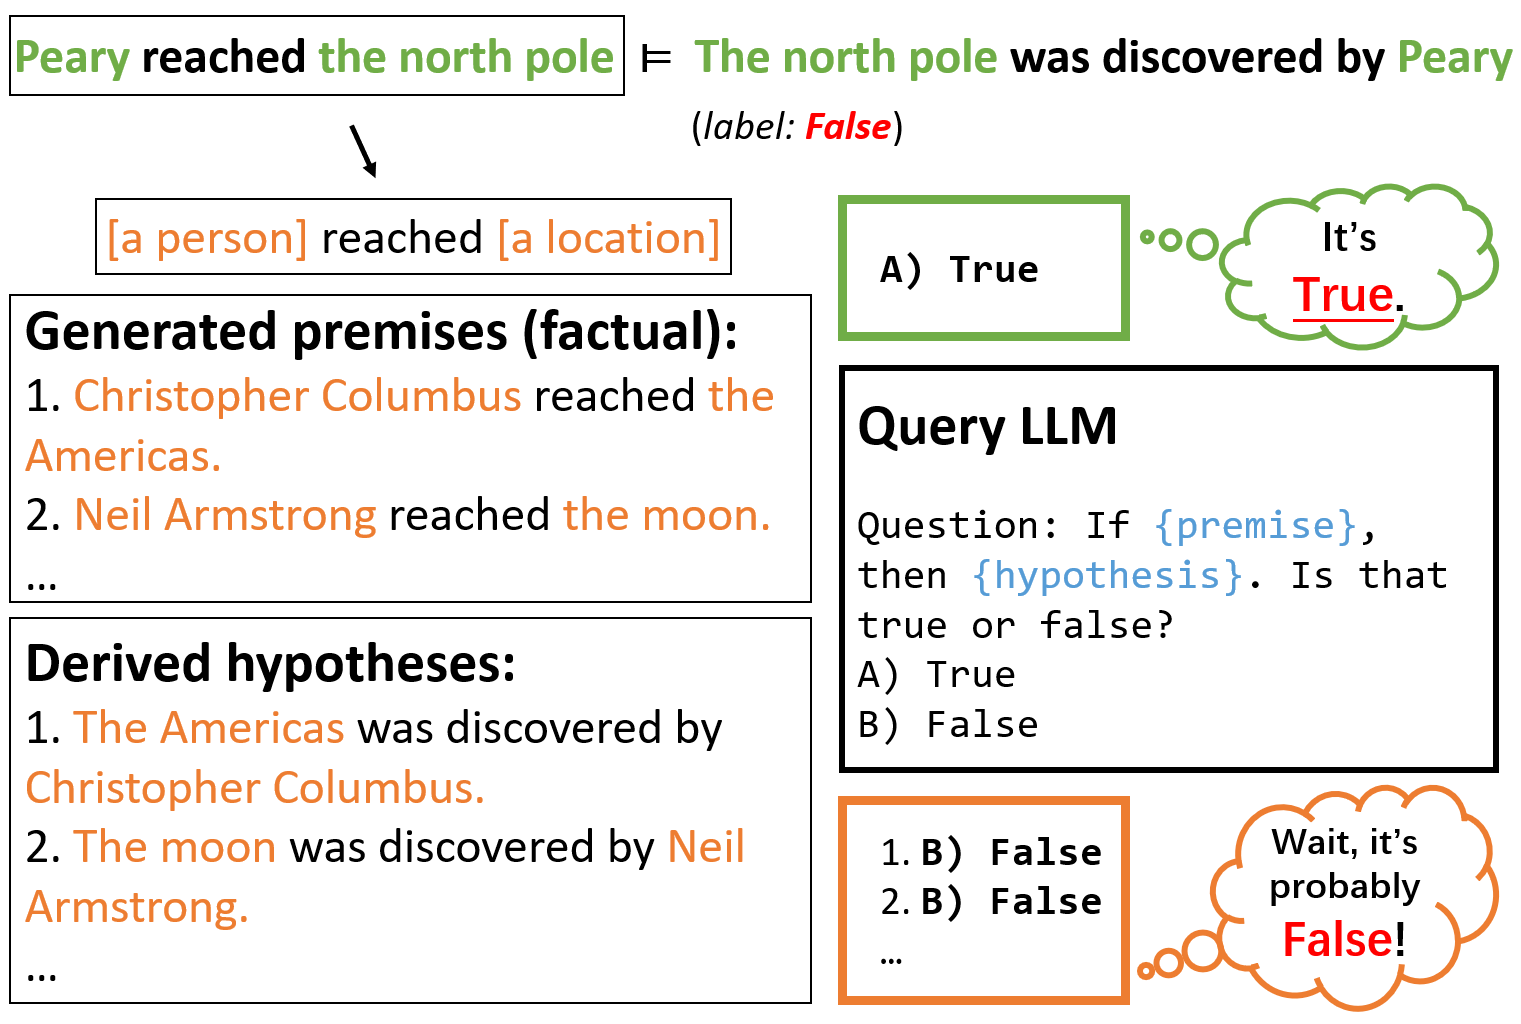 Peary reached the north pole ⊨ The north pole was discovered by Peary
(label: False)
[a person] reached [a location]
Generated premises (factual):
1. Christopher Columbus reached the
Americas.
2. Neil Armstrong reached the moon.
...
Derived hypotheses:
1. The Americas was discovered by
Christopher Columbus.
2. The moon was discovered by Neil
Armstrong.
...
A) True
It's
True.
Query LLM
Question: If {premise},
then {hypothesis}. Is that
true or false?
A) True
B) False
1. B) False
2. B) False
...
Wait, it's
probably
False!